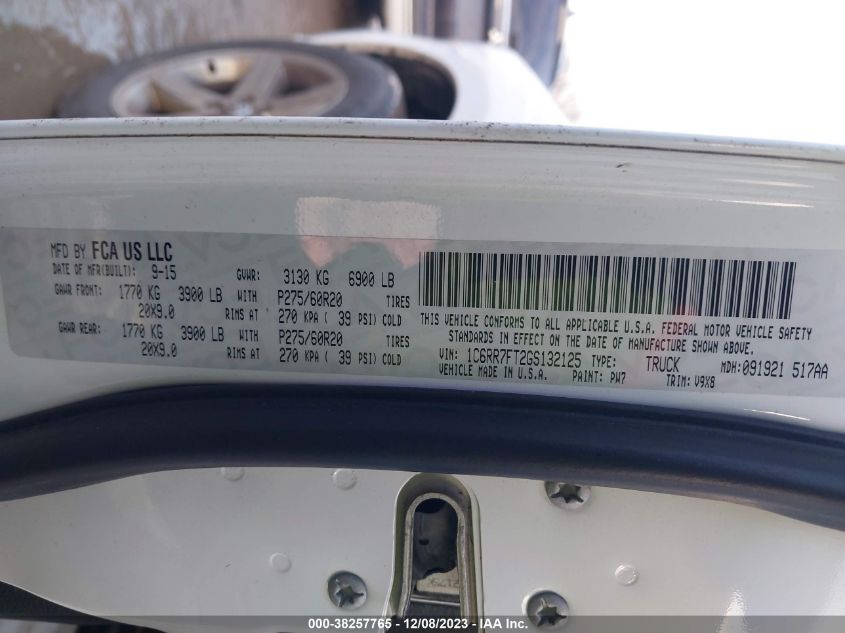 MFD BY FCA US LLC
DATE OF MFR(BUILT): 9-15 GVWR: 3130 KG 6900 LB
GAWR FRONT: 1770 KG 3900 LB WITH P275/60R20 TIRES
20X9.0 RIMS AT 270 KPA ( 39 PSI) COLD
GAWR REAR: 1770 KG 3900 LB WITH P275/60R20 TIRES
20X9.0 RIMS AT 270 KPA ( 39 PSI) COLD
THIS VEHICLE CONFORMS TO ALL APPLICABLE U.S.A. FEDERAL MOTOR VEHICLE SAFETY
STANDARDS IN EFFECT ON THE DATE OF MANUFACTURE SHOWN ABOVE.
VIN: 1C6RR7FT2GS132125 TYPE: TRUCK MDH: 091921 517AA
VEHICLE MADE IN U.S.A. PAINT: PW7 TRIM: V9X8
000-38257765 - 12/08/2023 - IAA Inc.